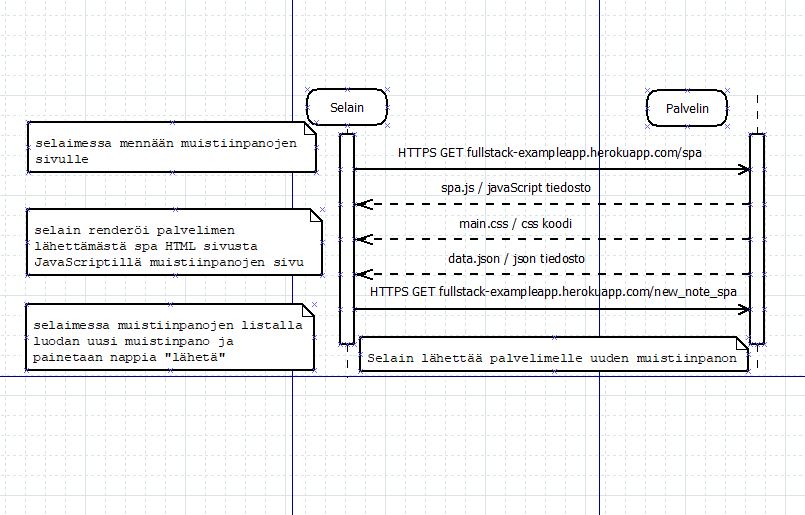 Selain
Palvelin
selaimessa mennään muistiinpanojen
sivulle
HTTPS GET fullstack-exampleapp.herokuapp.com/spa
spa.js / javaScript tiedosto
main.css / css koodi
selain renderöi palvelimen
lähettämästä spa HTML sivusta
JavaScriptillä muistiinpanojen sivu
data.json / json tiedosto
HTTPS GET fullstack-exampleapp.herokuapp.com/new_note_spa
selaimessa muistiinpanojen listalla
luodan uusi muistinpano ja
painetaan nappia "lähetä"
Selain lähettää palvelimelle uuden muistiinpanon